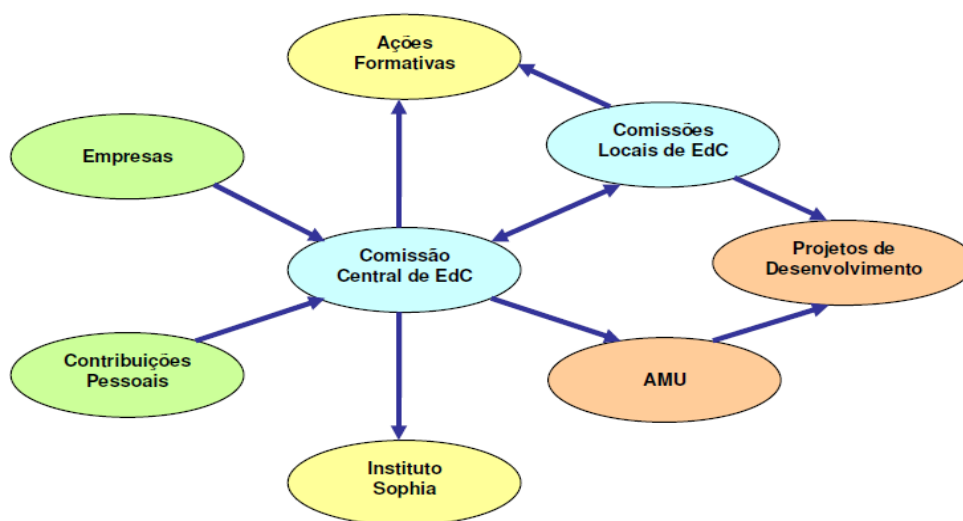 Ações
Formativas
Comissões
Locais de EdC
Empresas
Comissão
Central de EdC
Projetos de
Desenvolvimento
Contribuições
Pessoais
AMU
Instituto
Sophia